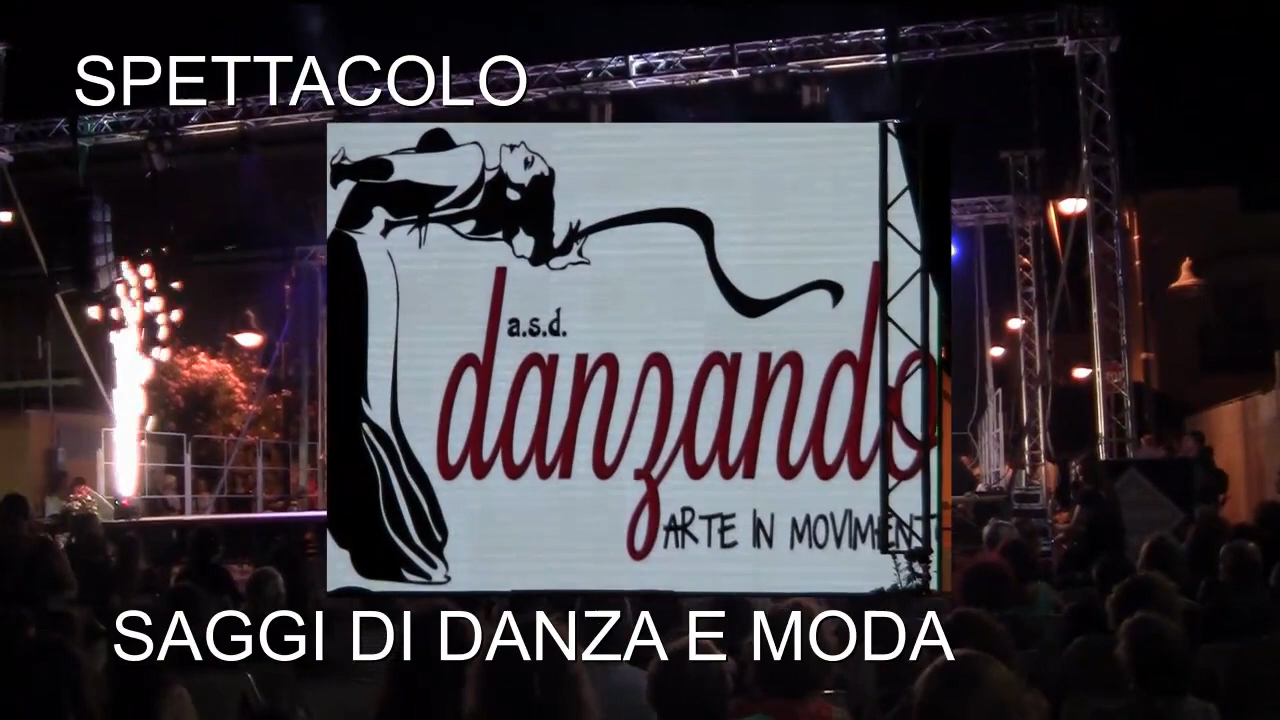 SPETTACOLO
a.s.d.
danzando
ARTE IN MOVIMENT
SAGGI DI DANZA E MODA